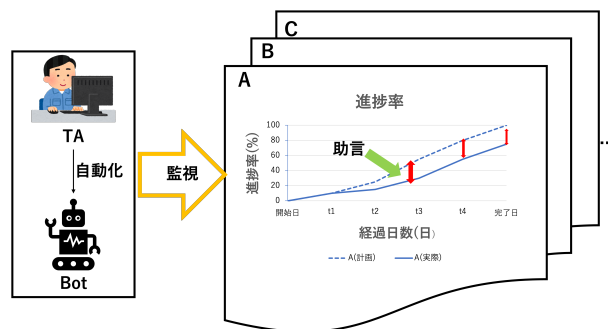 TA
自動化
Bot
監視
C
B
A
進捗率
助言
進捗率(%)
100
80
60
40
20
0
開始日 t1 t2 t3 t4 完了日
経過日数(日)
A(計画) A(実際)
...